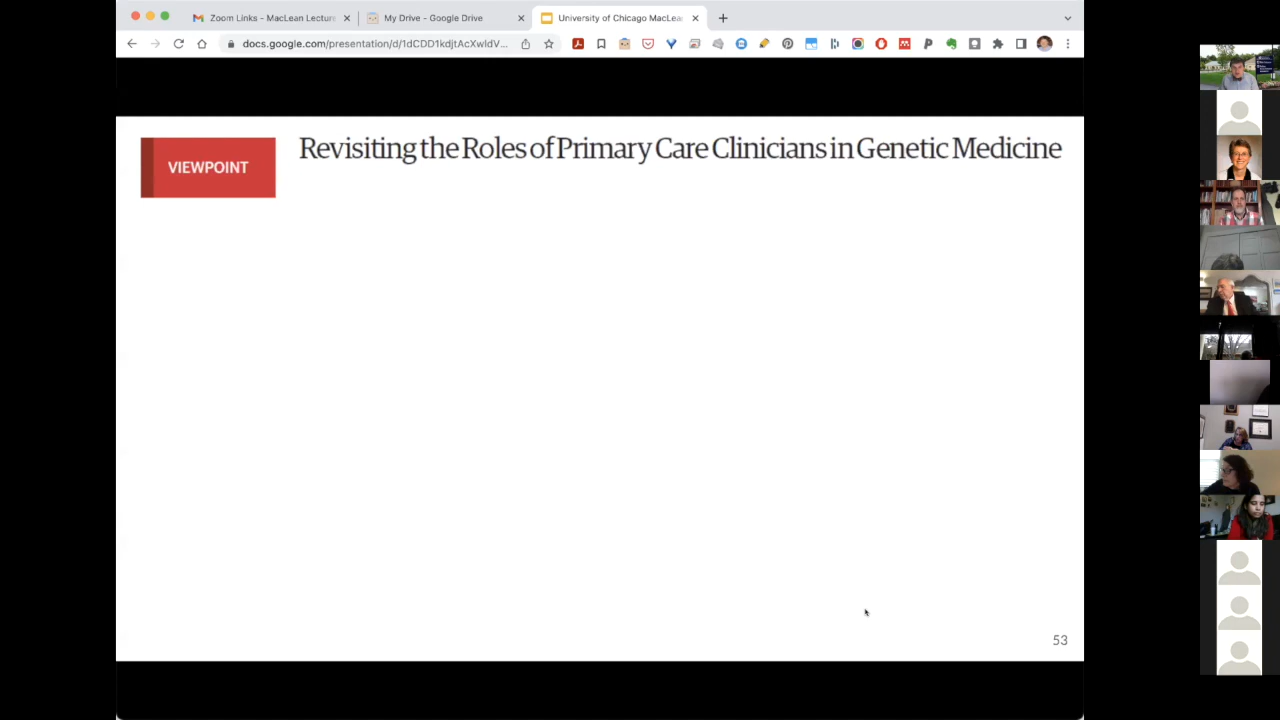 Zoom Links - MacLean Lecture
My Drive - Google Drive
University of Chicago MacLea
docs.google.com/presentation/d/1dCDD1kdjtAcXwldV...
VIEWPOINT
Revisiting the Roles of Primary Care Clinicians in Genetic Medicine
53